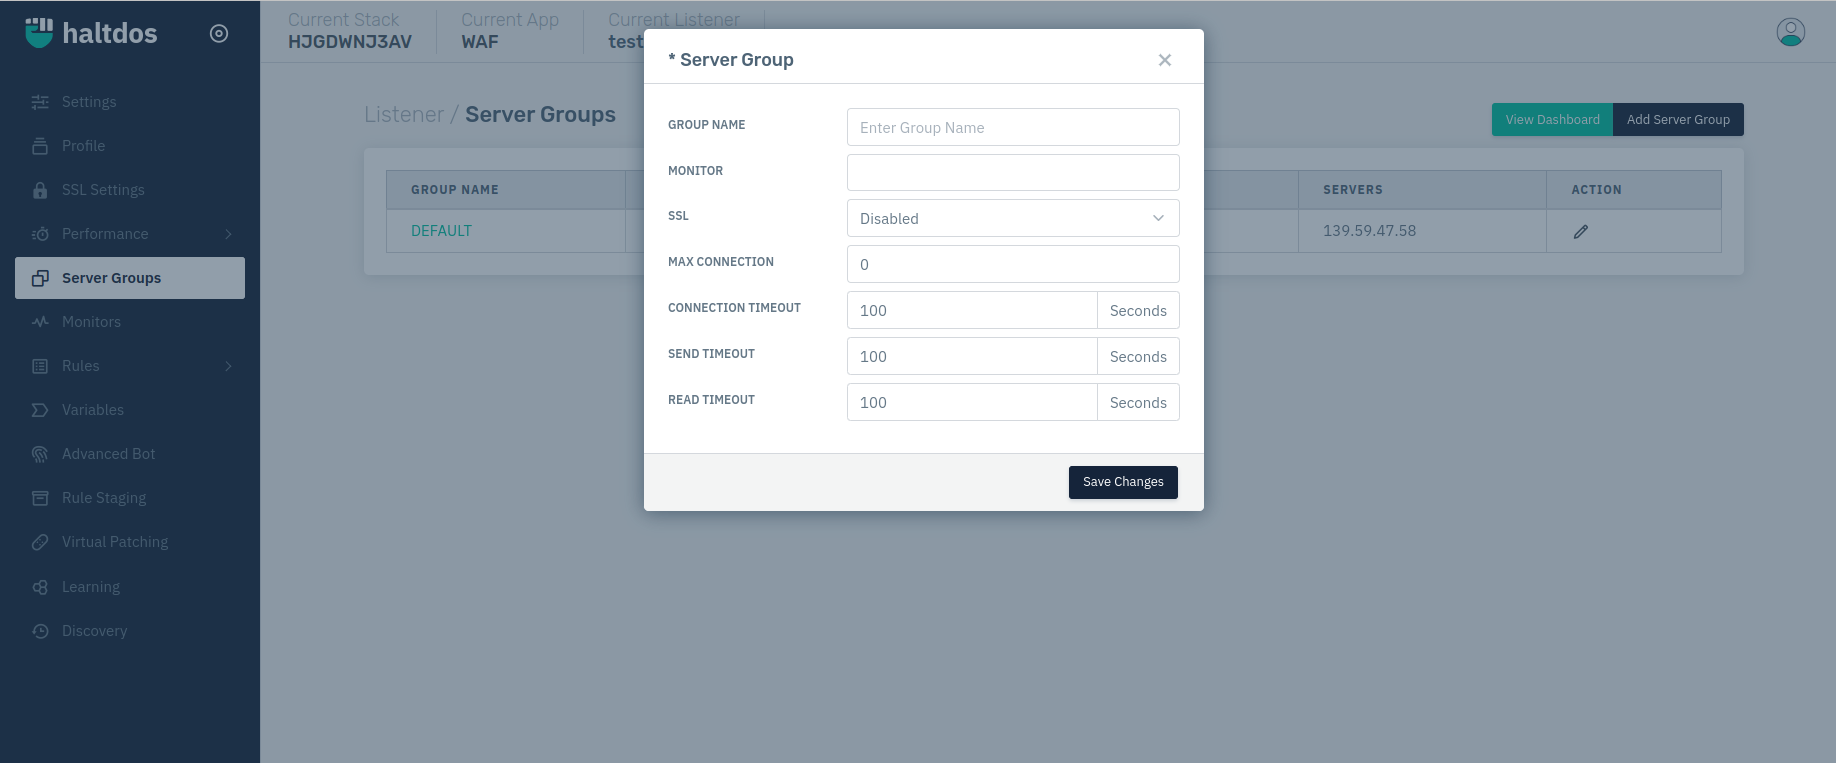 haltdos
Settings
Profile
SSL Settings
Performance
Server Groups
Monitors
Rules
Variables
Advanced Bot
Rule Staging
Virtual Patching
Learning
Discovery
Current Stack
HJGDWNJ3AV
Current App
WAF
Current Listener
test
Listener / Server Groups
View Dashboard
Add Server Group
GROUP NAME
SERVERS
ACTION
DEFAULT
139.59.47.58
* Server Group
GROUP NAME
Enter Group Name
MONITOR
SSL
Disabled
MAX CONNECTION
0
CONNECTION TIMEOUT
100
Seconds
SEND TIMEOUT
100
Seconds
READ TIMEOUT
100
Seconds
Save Changes